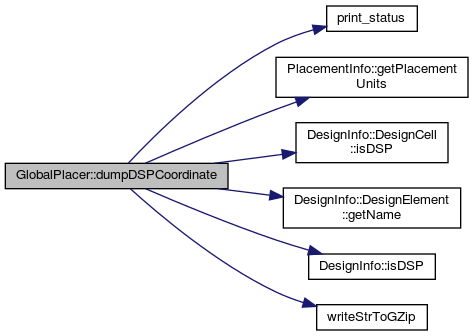 print_status
PlacementInfo::getPlacement
Units
DesignInfo::DesignCell
::isDSP
GlobalPlacer::dumpDSPCoordinate
DesignInfo::DesignElement
::getName
DesignInfo::isDSP
writeStrToGZip